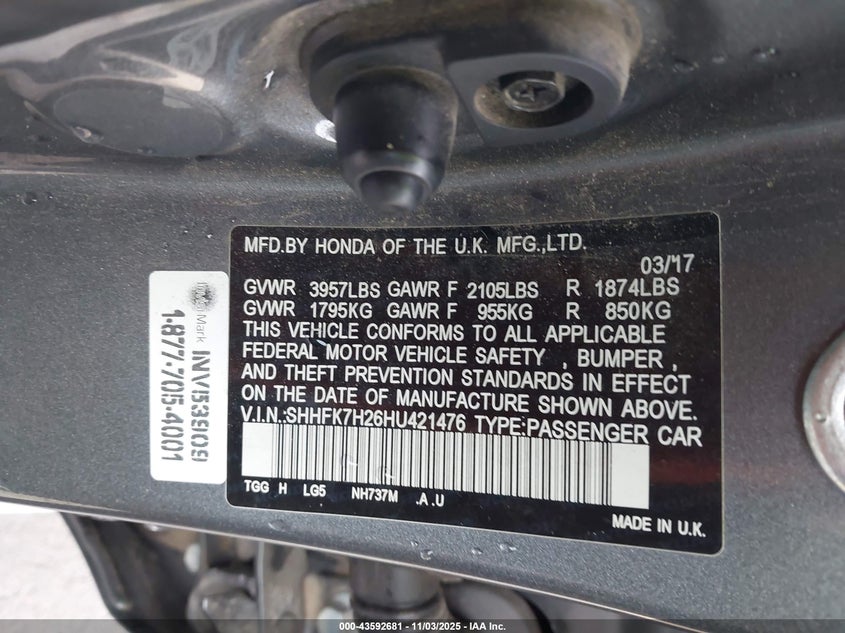 MFD.BY HONDA OF THE U.K. MFG.,LTD.
03/'17
GVWR 3957LBS GAWR F 2105LBS R 1874LBS
GVWR 1795KG GAWR F 955KG R 850KG
THIS VEHICLE CONFORMS TO ALL APPLICABLE
FEDERAL MOTOR VEHICLE SAFETY , BUMPER ,
AND THEFT PREVENTION STANDARDS IN EFFECT
ON THE DATE OF MANUFACTURE SHOWN ABOVE.
V.I.N.:SHHFK7H26HU421476 TYPE:PASSENGER CAR
TGG H LG5 NH737M .A .U
MADE IN U.K.
Mark
INV1539109
1-877-705-4001
000-43592681 - 11/03/2025 - IAA Inc.